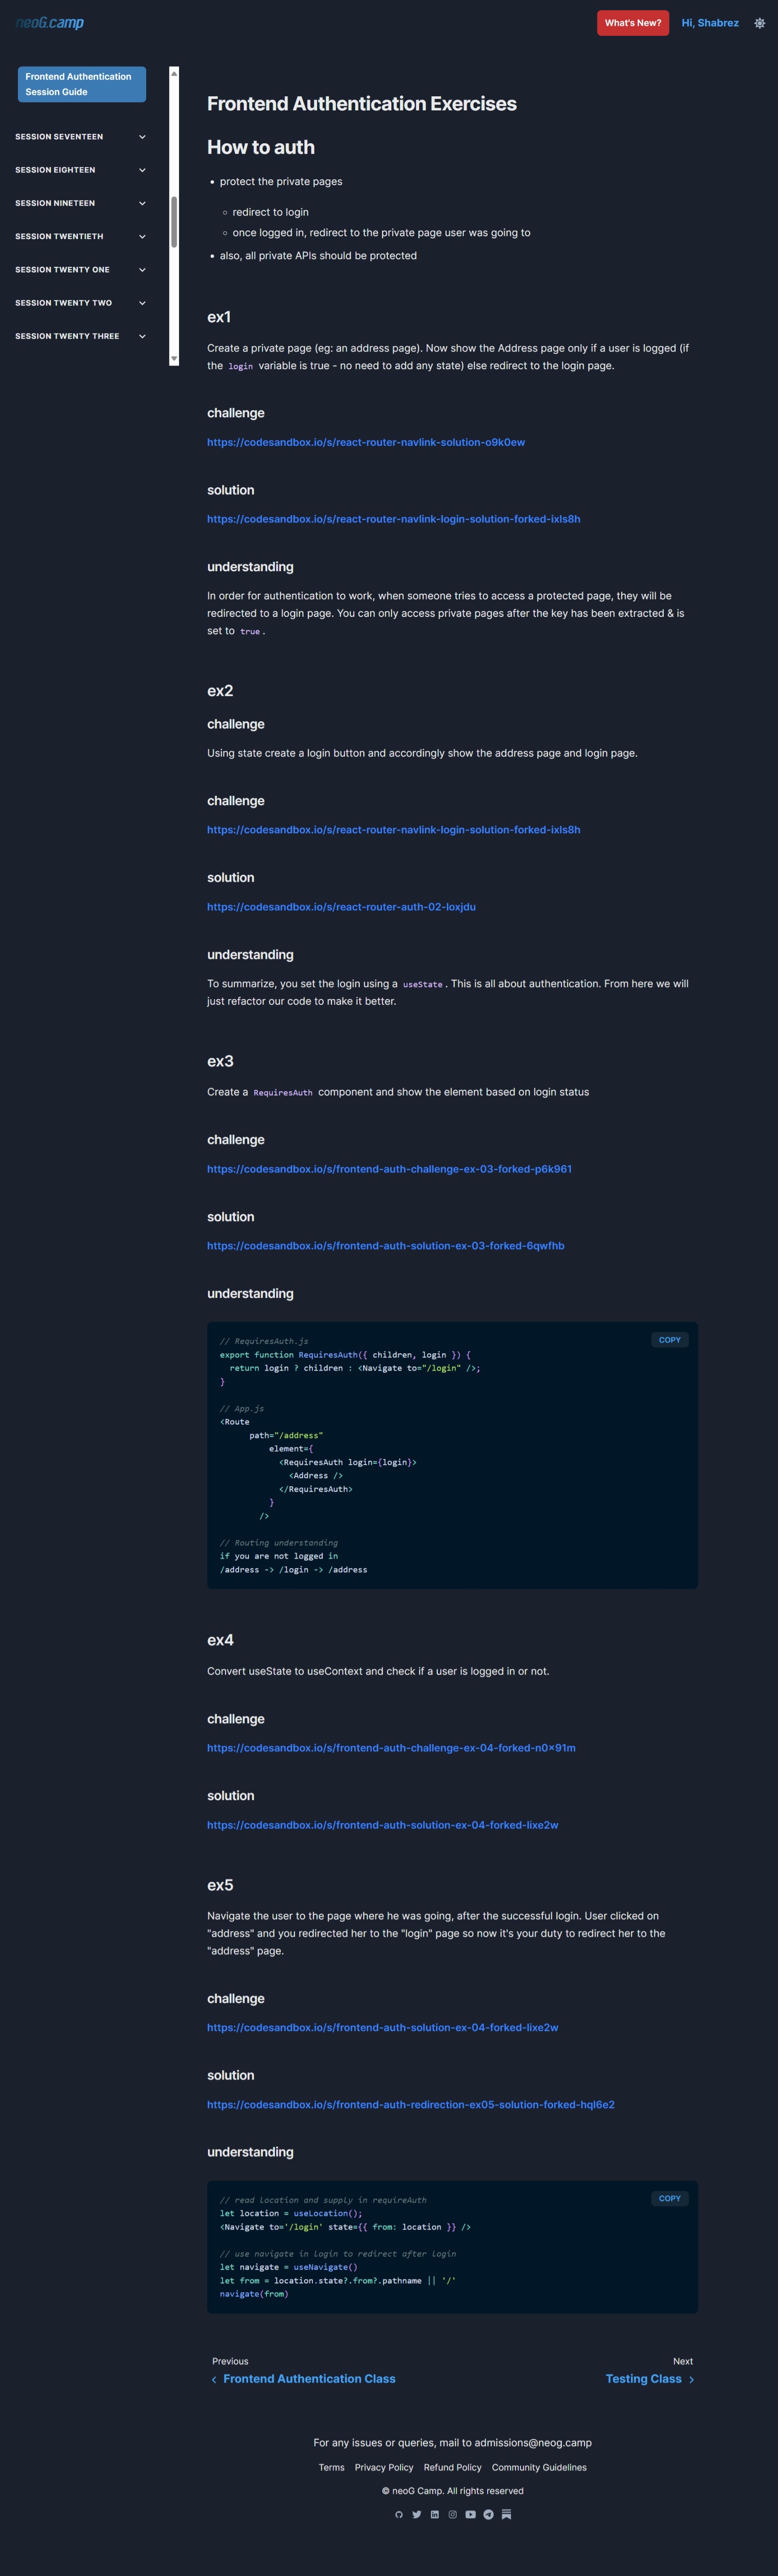 neoG.camp
What's New?
Hi, Shabrez
Frontend Authentication
Session Guide
SESSION SEVENTEEN
SESSION EIGHTEEN
SESSION NINETEEN
SESSION TWENTIETH
SESSION TWENTY ONE
SESSION TWENTY TWO
SESSION TWENTY THREE
Frontend Authentication Exercises
How to auth
• protect the private pages
◦ redirect to login
◦ once logged in, redirect to the private page user was going to
• also, all private APIs should be protected
ex1
Create a private page (eg: an address page). Now show the Address page only if a user is logged (if
the login variable is true - no need to add any state) else redirect to the login page.
challenge
https://codesandbox.io/s/react-router-navlink-solution-o9k0ew
solution
https://codesandbox.io/s/react-router-navlink-login-solution-forked-ixls8h
understanding
In order for authentication to work, when someone tries to access a protected page, they will be
redirected to a login page. You can only access private pages after the key has been extracted & is
set to true.
ex2
challenge
Using state create a login button and accordingly show the address page and login page.
challenge
https://codesandbox.io/s/react-router-navlink-login-solution-forked-ixls8h
solution
https://codesandbox.io/s/react-router-auth-02-loxjdu
understanding
To summarize, you set the login using a useState. This is all about authentication. From here we will
just refactor our code to make it better.
ex3
Create a RequiresAuth component and show the element based on login status
challenge
https://codesandbox.io/s/frontend-auth-challenge-ex-03-forked-p6k961
solution
https://codesandbox.io/s/frontend-auth-solution-ex-03-forked-6qwfhb
understanding
COPY
// RequiresAuth.js
export function RequiresAuth({ children, login }) {
return login ? children : <Navigate to="/login" />;
}
// App.js
<Route
path="/address"
element={
<RequiresAuth login={login}>
<Address />
</RequiresAuth>
}
/>
// Routing understanding
if you are not logged in
/address -> /login -> /address
ex4
Convert useState to useContext and check if a user is logged in or not.
challenge
https://codesandbox.io/s/frontend-auth-challenge-ex-04-forked-n0x91m
solution
https://codesandbox.io/s/frontend-auth-solution-ex-04-forked-lixe2w
ex5
Navigate the user to the page where he was going, after the successful login. User clicked on
"address" and you redirected her to the "login" page so now it's your duty to redirect her to the
"address" page.
challenge
https://codesandbox.io/s/frontend-auth-solution-ex-04-forked-lixe2w
solution
https://codesandbox.io/s/frontend-auth-redirection-ex05-solution-forked-hql6e2
understanding
COPY
// read location and supply in requireAuth
let location = useLocation();
<Navigate to='/login' state={{ from: location }} />
// use navigate in login to redirect after login
let navigate = useNavigate()
let from = location.state?.from?.pathname || '/'
navigate(from)
Previous
Frontend Authentication Class
Next
Testing Class
For any issues or queries, mail to admissions@neog.camp
Terms Privacy Policy Refund Policy Community Guidelines
© neoG Camp. All rights reserved